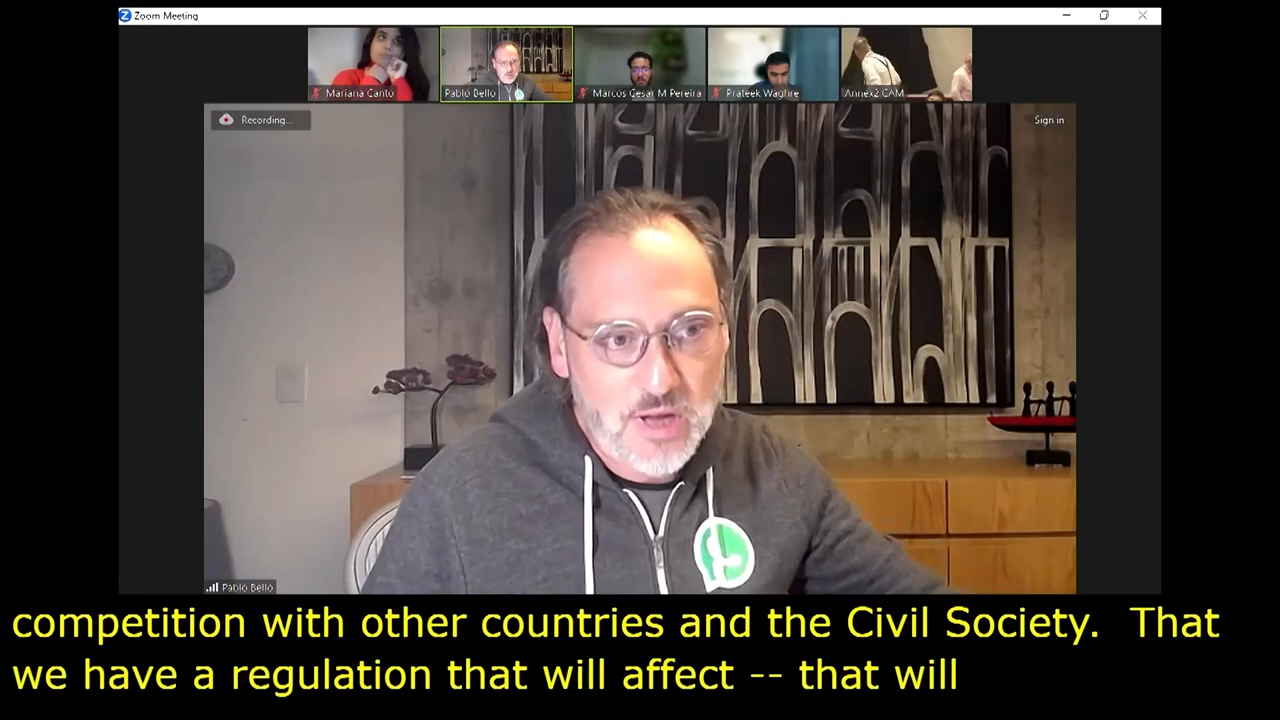 Zoom Meeting
Mariana Canto
Pablo Bello
Marcos Cesar M Pereira
Prateek Waghre
Annex2 CAM
Recording...
Sign in
Pablo Bello
competition with other countries and the Civil Society.  That
we have a regulation that will affect -- that will